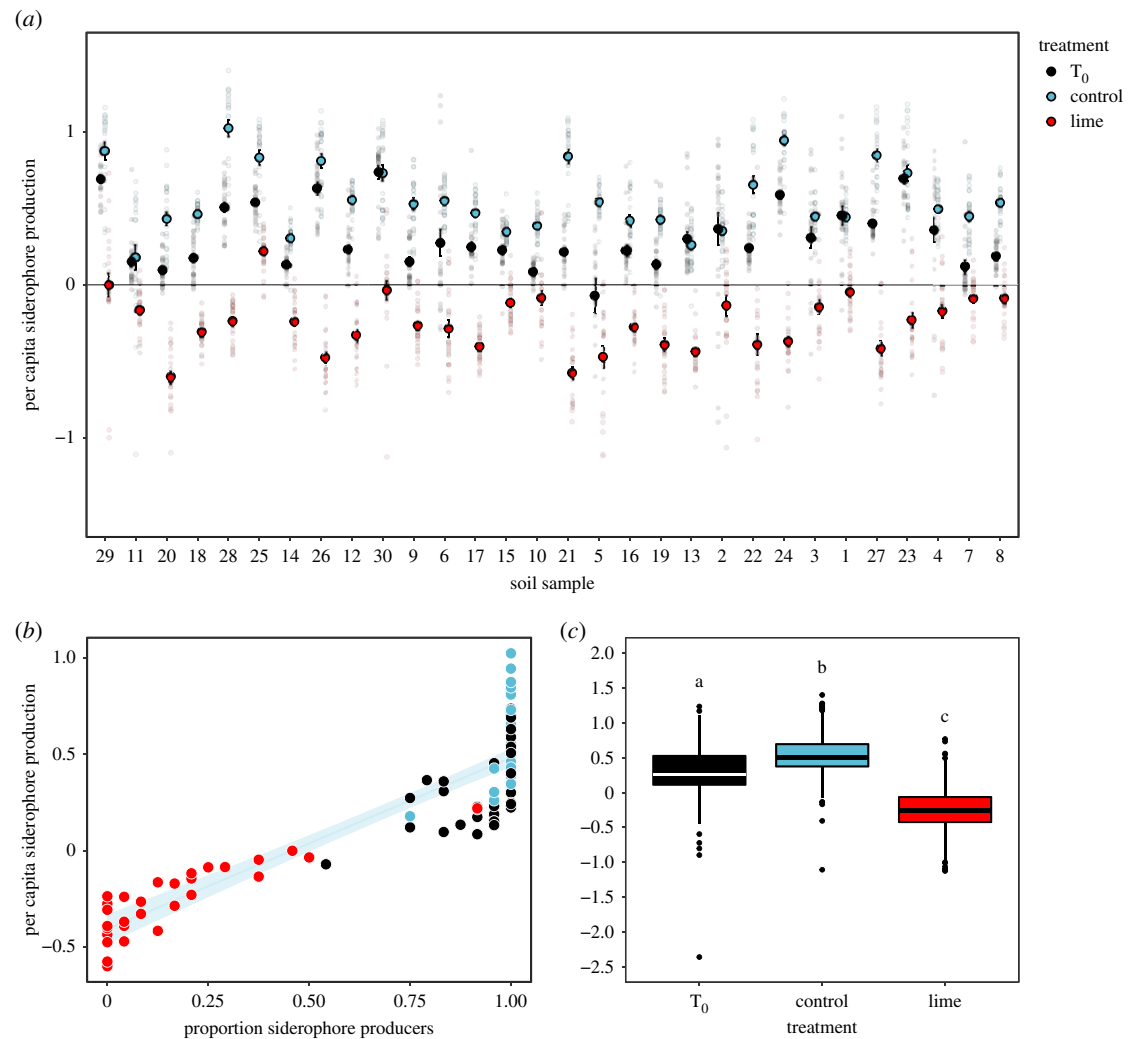 (a)
treatment
T0
control
lime
per capita siderophore production
1
0
−1
29 11 20 18 28 25 14 26 12 30 9 6 17 15 10 21 5 16 19 13 2 22 24 3 1 27 23 4 7 8
soil sample
(b)
per capita siderophore production
1.0
0.5
0
−0.5
0 0.25 0.50 0.75 1.00
proportion siderophore producers
(c)
2.0
1.5
1.0
0.5
0
−0.5
−1.0
−1.5
−2.0
−2.5
a
b
c
T0 control lime
treatment